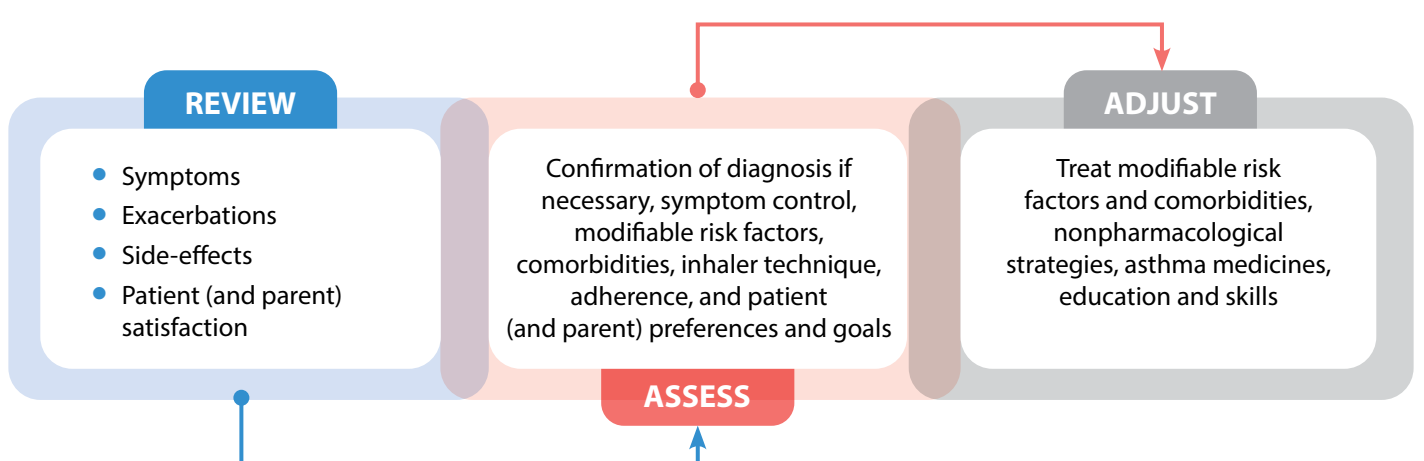 REVIEW
Symptoms
Exacerbations
Side-effects
Patient (and parent)
satisfaction
Confirmation of diagnosis if
necessary, symptom control,
modifiable risk factors,
comorbidities, inhaler technique,
adherence, and patient
(and parent) preferences and goals
ASSESS
ADJUST
Treat modifiable risk
factors and comorbidities,
nonpharmacological
strategies, asthma medicines,
education and skills